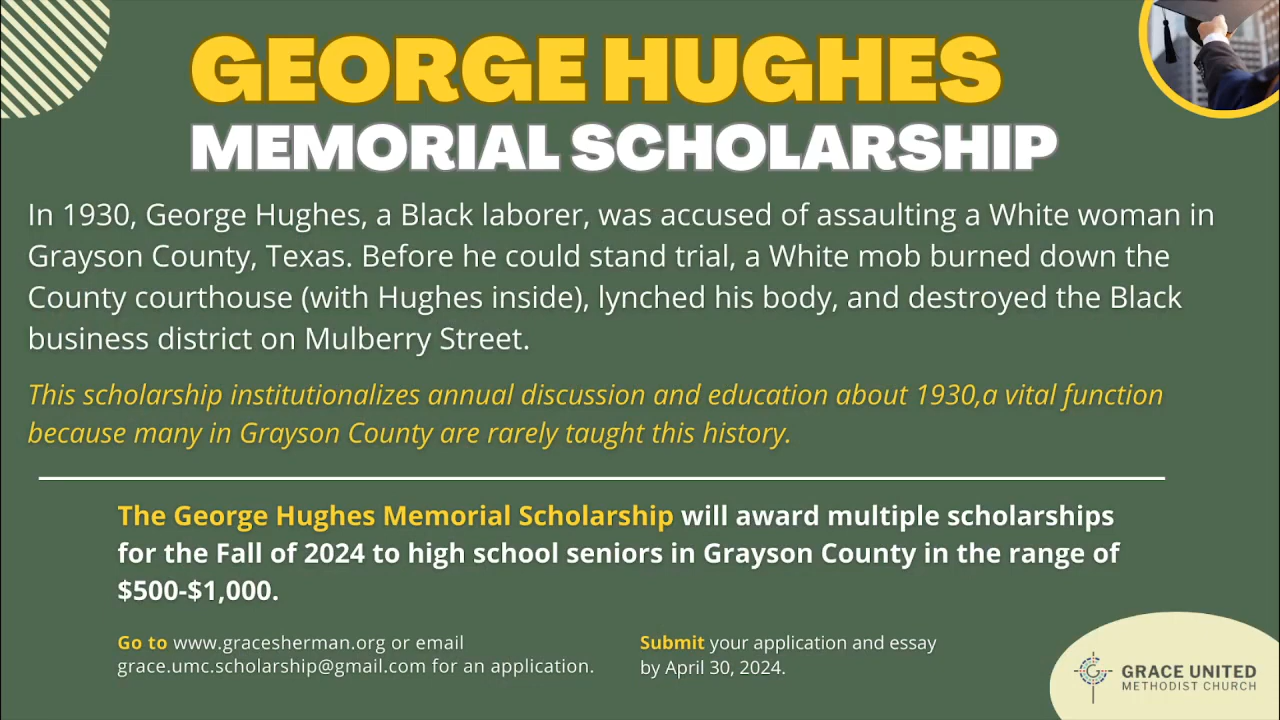 GEORGE HUGHES
MEMORIAL SCHOLARSHIP
In 1930, George Hughes, a Black laborer, was accused of assaulting a White woman in
Grayson County, Texas. Before he could stand trial, a White mob burned down the
County courthouse (with Hughes inside), lynched his body, and destroyed the Black
business district on Mulberry Street.
This scholarship institutionalizes annual discussion and education about 1930,a vital function
because many in Grayson County are rarely taught this history.
The George Hughes Memorial Scholarship will award multiple scholarships
for the Fall of 2024 to high school seniors in Grayson County in the range of
$500-$1,000.
Go to www.gracesherman.org or email
grace.umc.scholarship@gmail.com for an application.
Submit your application and essay
by April 30, 2024.
GRACE UNITED
METHODIST CHURCH